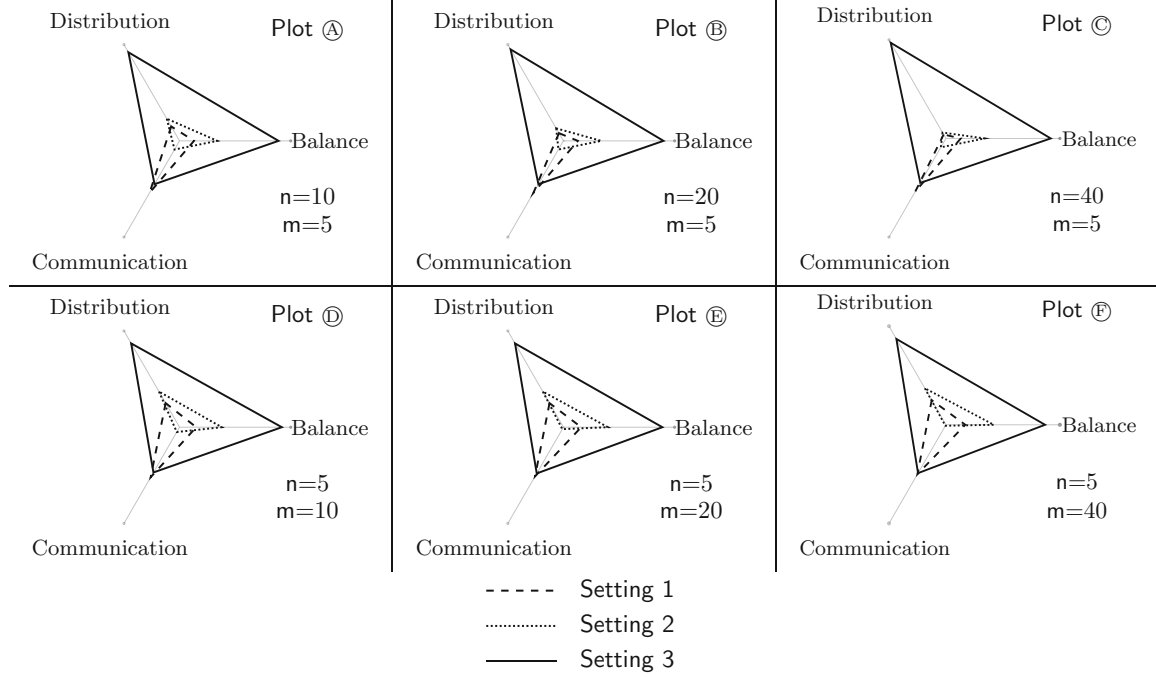 Distribution
Plot Ⓐ
Balance
n=10
m=5
Communication
Distribution
Plot Ⓑ
Balance
n=20
m=5
Communication
Distribution
Plot Ⓒ
Balance
n=40
m=5
Communication
Distribution
Plot Ⓓ
Balance
n=5
m=10
Communication
Distribution
Plot Ⓔ
Balance
n=5
m=20
Communication
Distribution
Plot Ⓕ
Balance
n=5
m=40
Communication
Setting 1
Setting 2
Setting 3